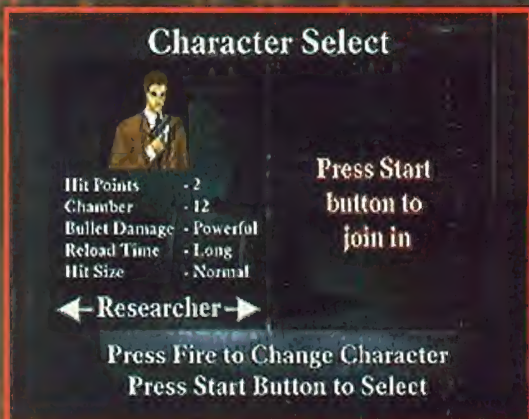 Character Select
Hit Points - 2
Chamber - 12
Bullet Damage - Powerful
Reload Time - Long
Hit Size - Normal
Researcher
Press Start
button to
join in
Press Fire to Change Character
Press Start Button to Select